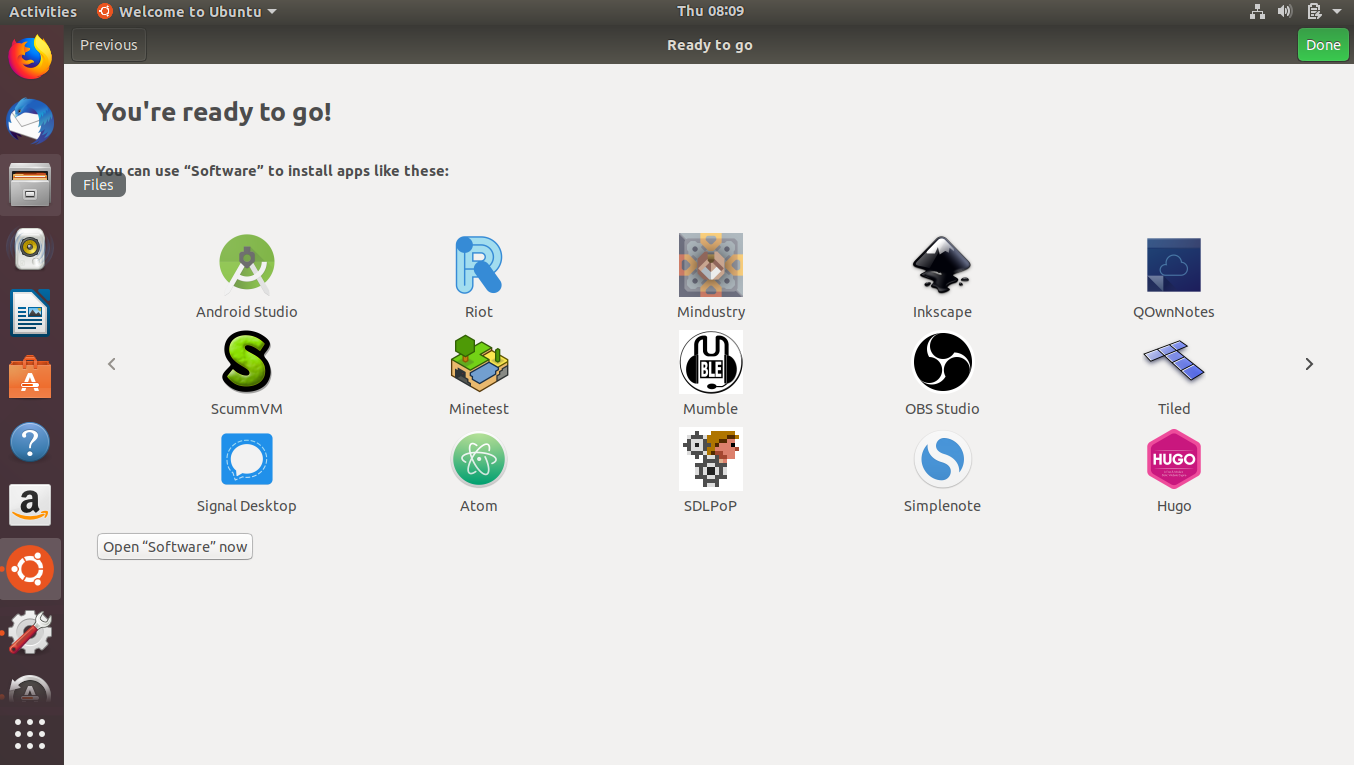 Activities Welcome to Ubuntu Thu 08:09
Previous Ready to go Done
You're ready to go!
You can use “Software” to install apps like these:
Files
Android Studio Riot Mindustry Inkscape QOwnNotes
U
BLE
ScummVM Minetest Mumble OBS Studio Tiled
HUGO
Signal Desktop Atom SDLPoP Simplenote Hugo
Open “Software” now